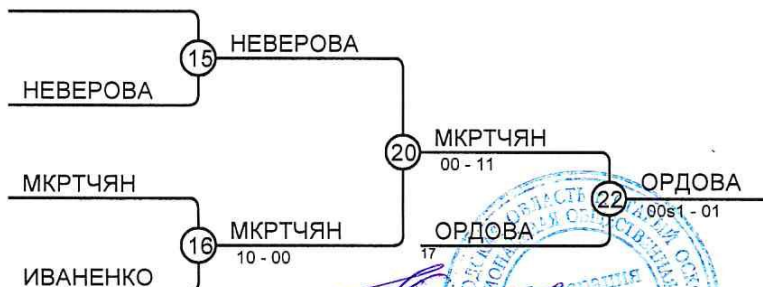 15
НЕВЕРОВА
НЕВЕРОВА
20
МКРТЧЯН
00 - 11
МКРТЧЯН
16
МКРТЧЯН
10 - 00
ИВАНЕНКО
17
ОРДОВА
22
ОРДОВА
00s1 - 01